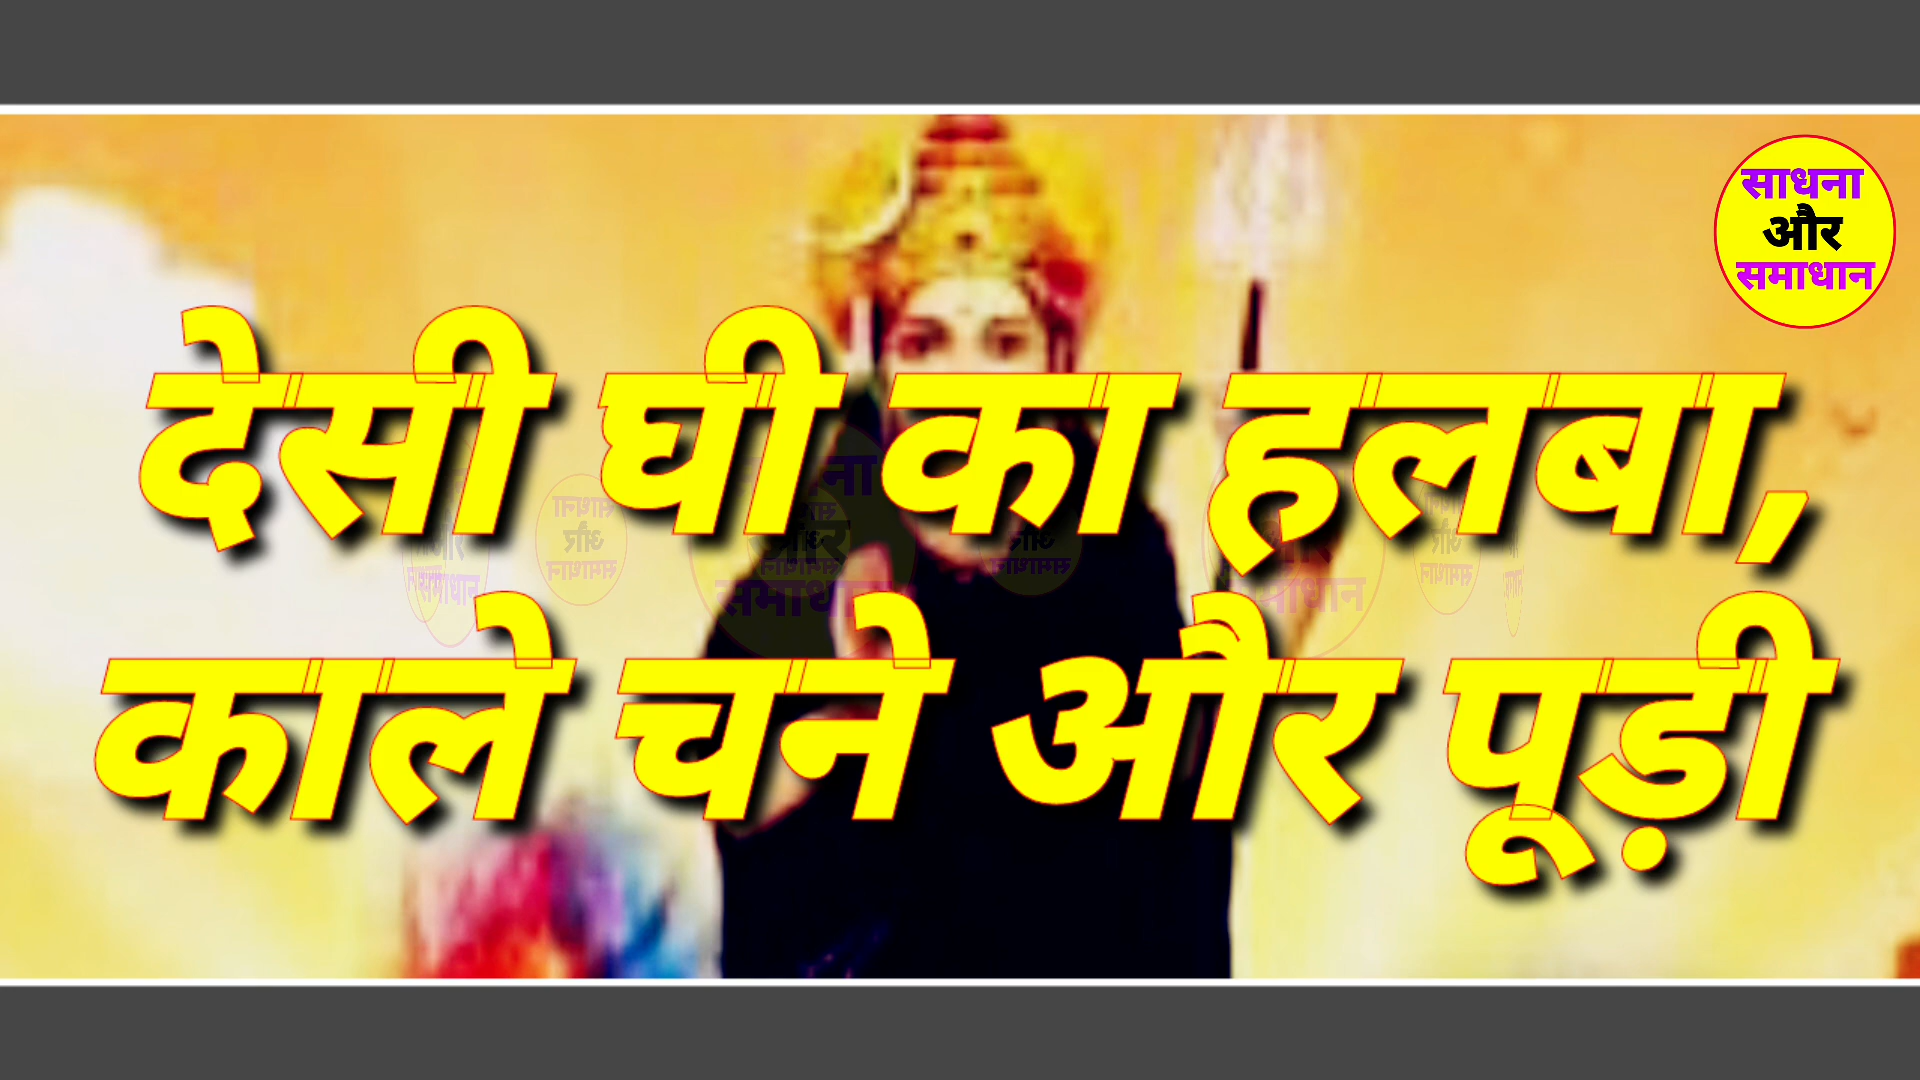 साधना
और
समाधान
देसी घी का हलबा,
काले चने और पूड़ी